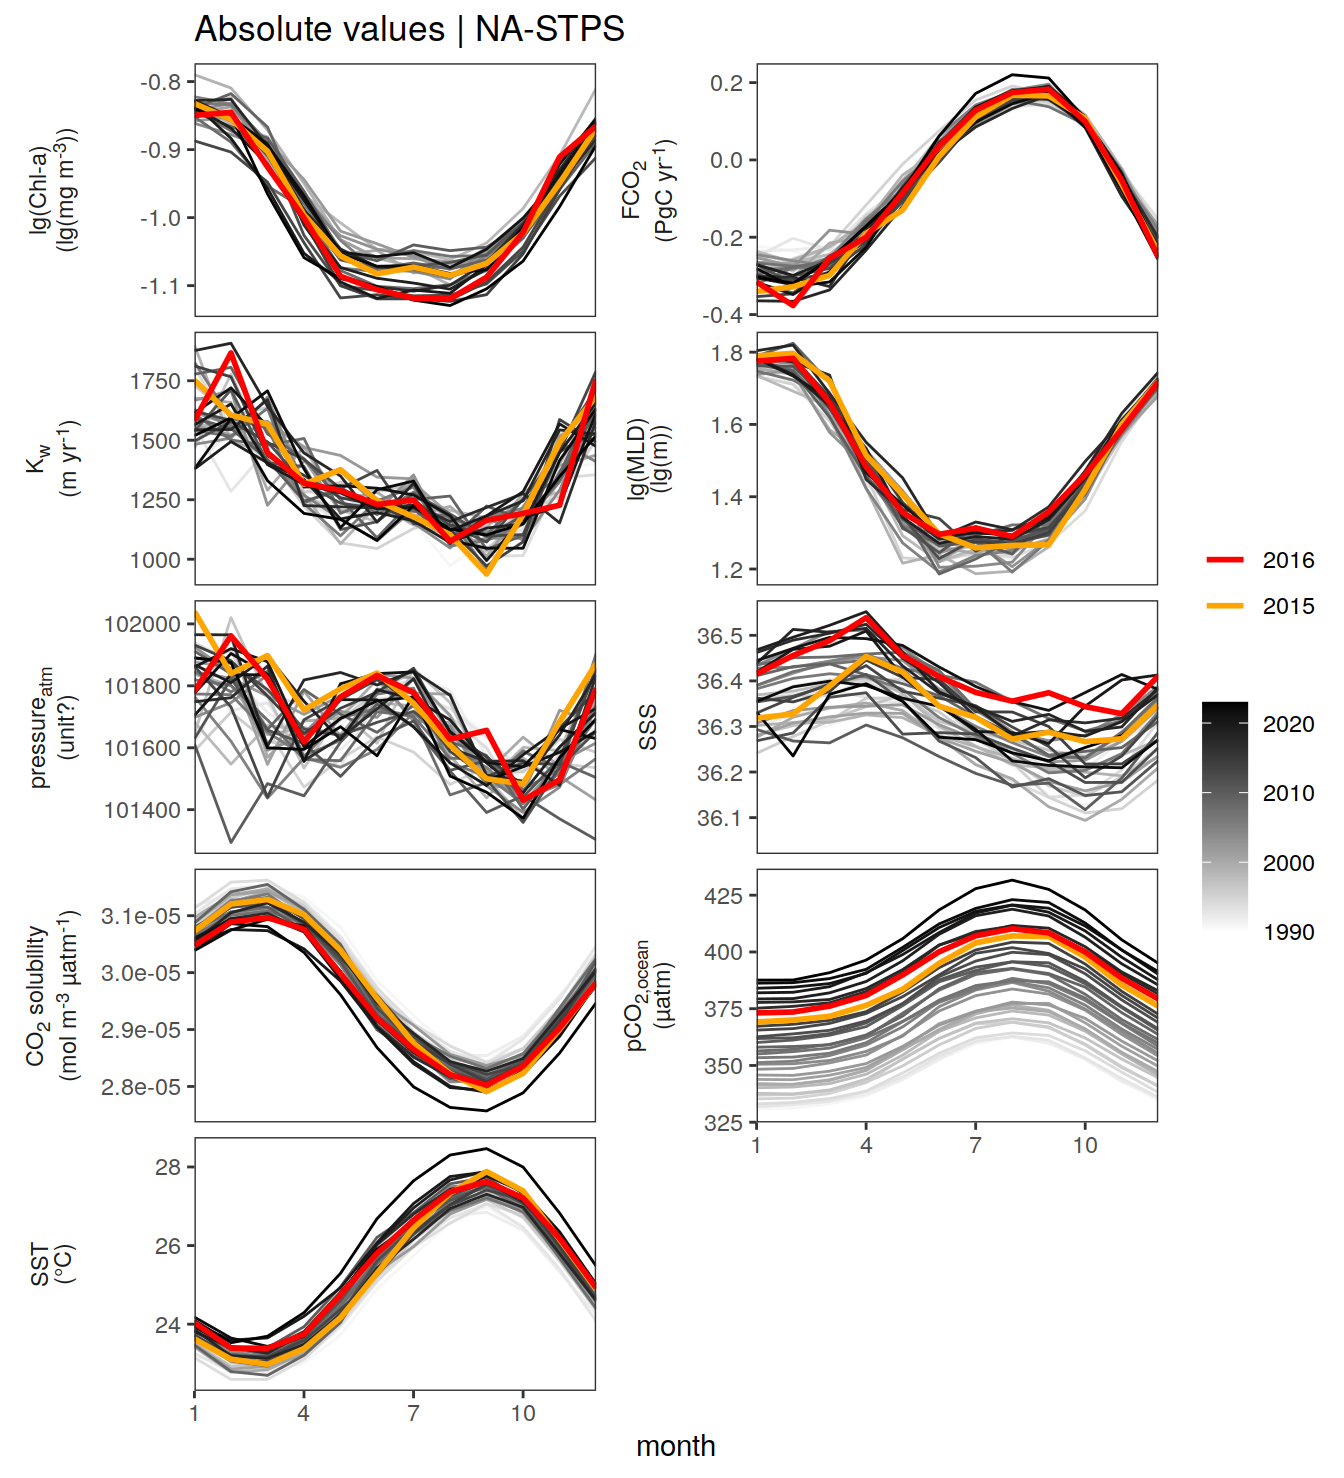 Absolute values | NA-STPS
lg(Chl-a)
(lg(mg m⁻³))
-0.8
-0.9
-1.0
-1.1
FCO₂
(PgC yr⁻¹)
0.2
0.0
-0.2
-0.4
K_w
(m yr⁻¹)
1750
1500
1250
1000
lg(MLD)
(lg(m))
1.8
1.6
1.4
1.2
pressure_atm
(unit?)
102000
101800
101600
101400
SSS
36.5
36.4
36.3
36.2
36.1
CO₂ solubility
(mol m⁻³ µatm⁻¹)
3.1e-05
3.0e-05
2.9e-05
2.8e-05
pCO₂,ocean
(µatm)
425
400
375
350
325
1 4 7 10
SST
(°C)
28
26
24
1 4 7 10
month
2016
2015
2020
2010
2000
1990